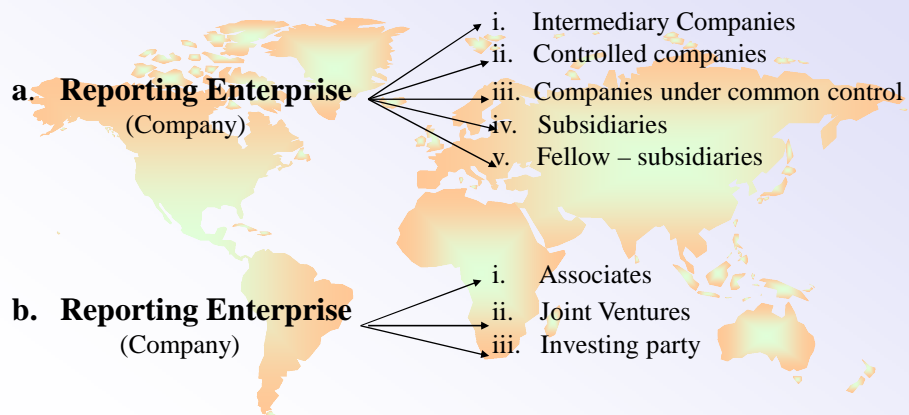 i. Intermediary Companies
ii. Controlled companies
a. Reporting Enterprise
iii. Companies under common control
(Company)
iv. Subsidiaries
v. Fellow – subsidiaries
i. Associates
b. Reporting Enterprise
ii. Joint Ventures
(Company)
iii. Investing party